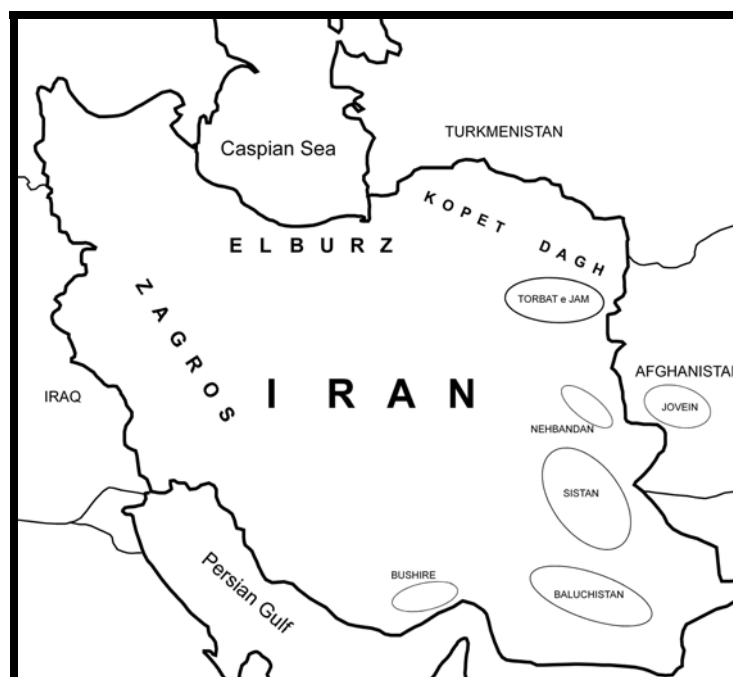 TURKMENISTAN
Caspian Sea
KOPET DAGH
ELBURZ
ZAGROS
TORBAT e JAM
AFGHANISTAN
IRAQ
IRAN
JOVEIN
NEHBANDAN
SISTAN
BUSHIRE
Persian Gulf
BALUCHISTAN